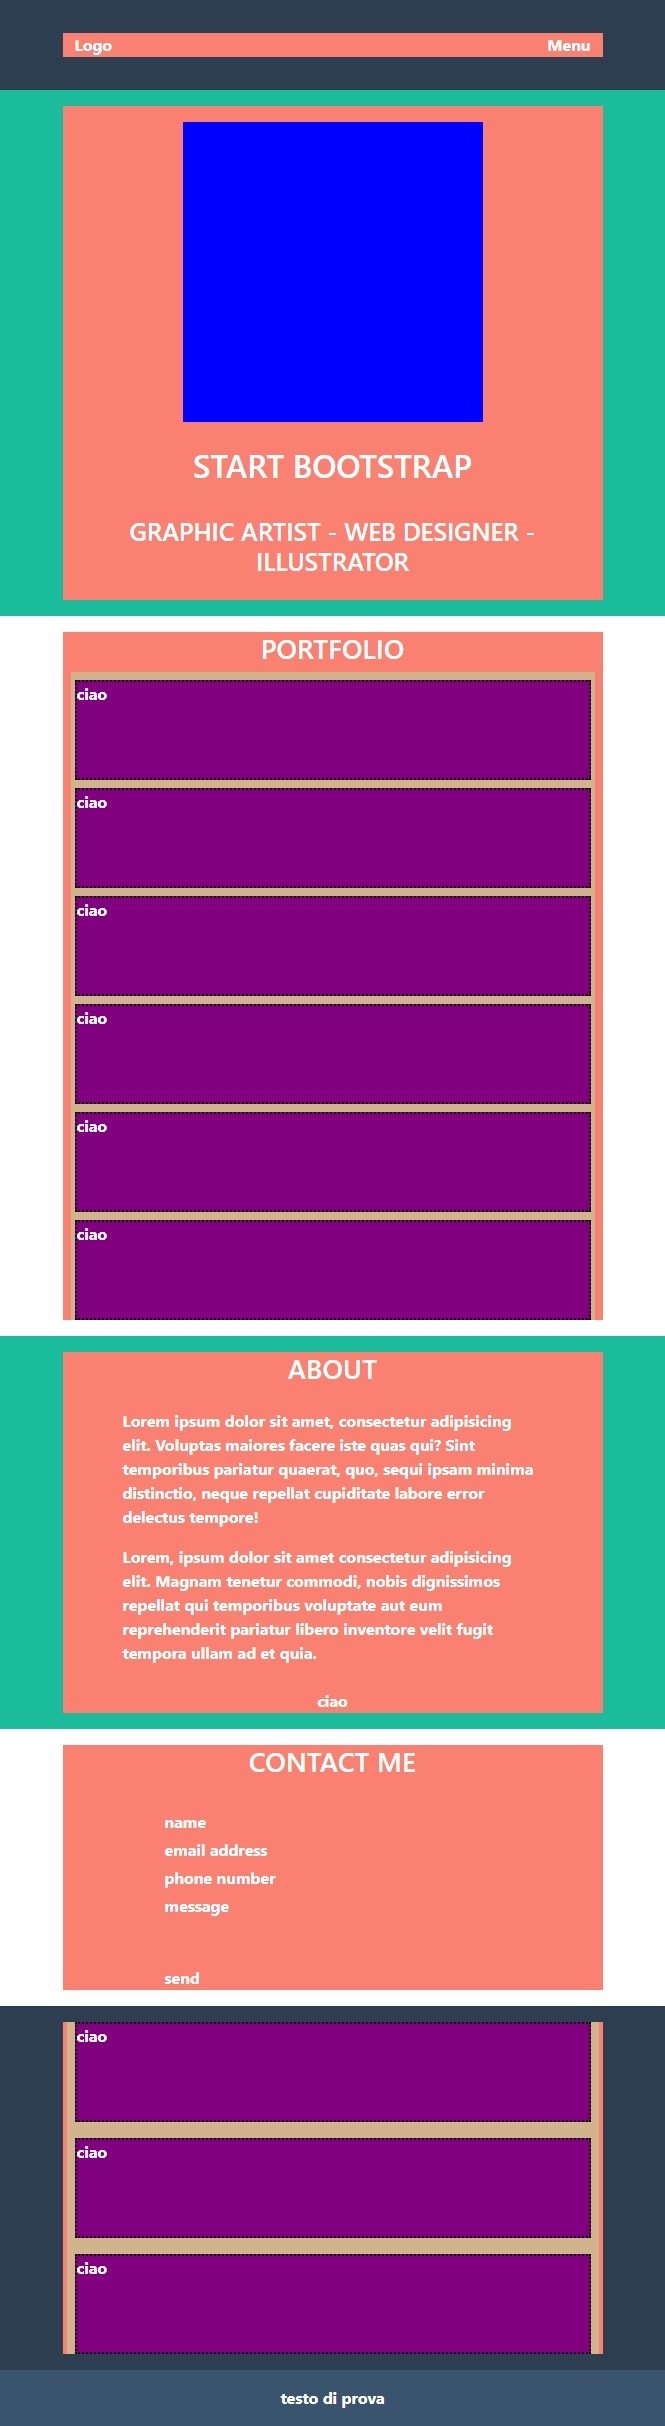 Logo Menu
START BOOTSTRAP
GRAPHIC ARTIST - WEB DESIGNER -
ILLUSTRATOR
PORTFOLIO
ciao
ciao
ciao
ciao
ciao
ciao
ABOUT
Lorem ipsum dolor sit amet, consectetur adipisicing
elit. Voluptas maiores facere iste quas qui? Sint
temporibus pariatur quaerat, quo, sequi ipsam minima
distinctio, neque repellat cupiditate labore error
delectus tempore!
Lorem, ipsum dolor sit amet consectetur adipisicing
elit. Magnam tenetur commodi, nobis dignissimos
repellat qui temporibus voluptate aut eum
reprehenderit pariatur libero inventore velit fugit
tempora ullam ad et quia.
ciao
CONTACT ME
name
email address
phone number
message
send
ciao
ciao
ciao
testo di prova